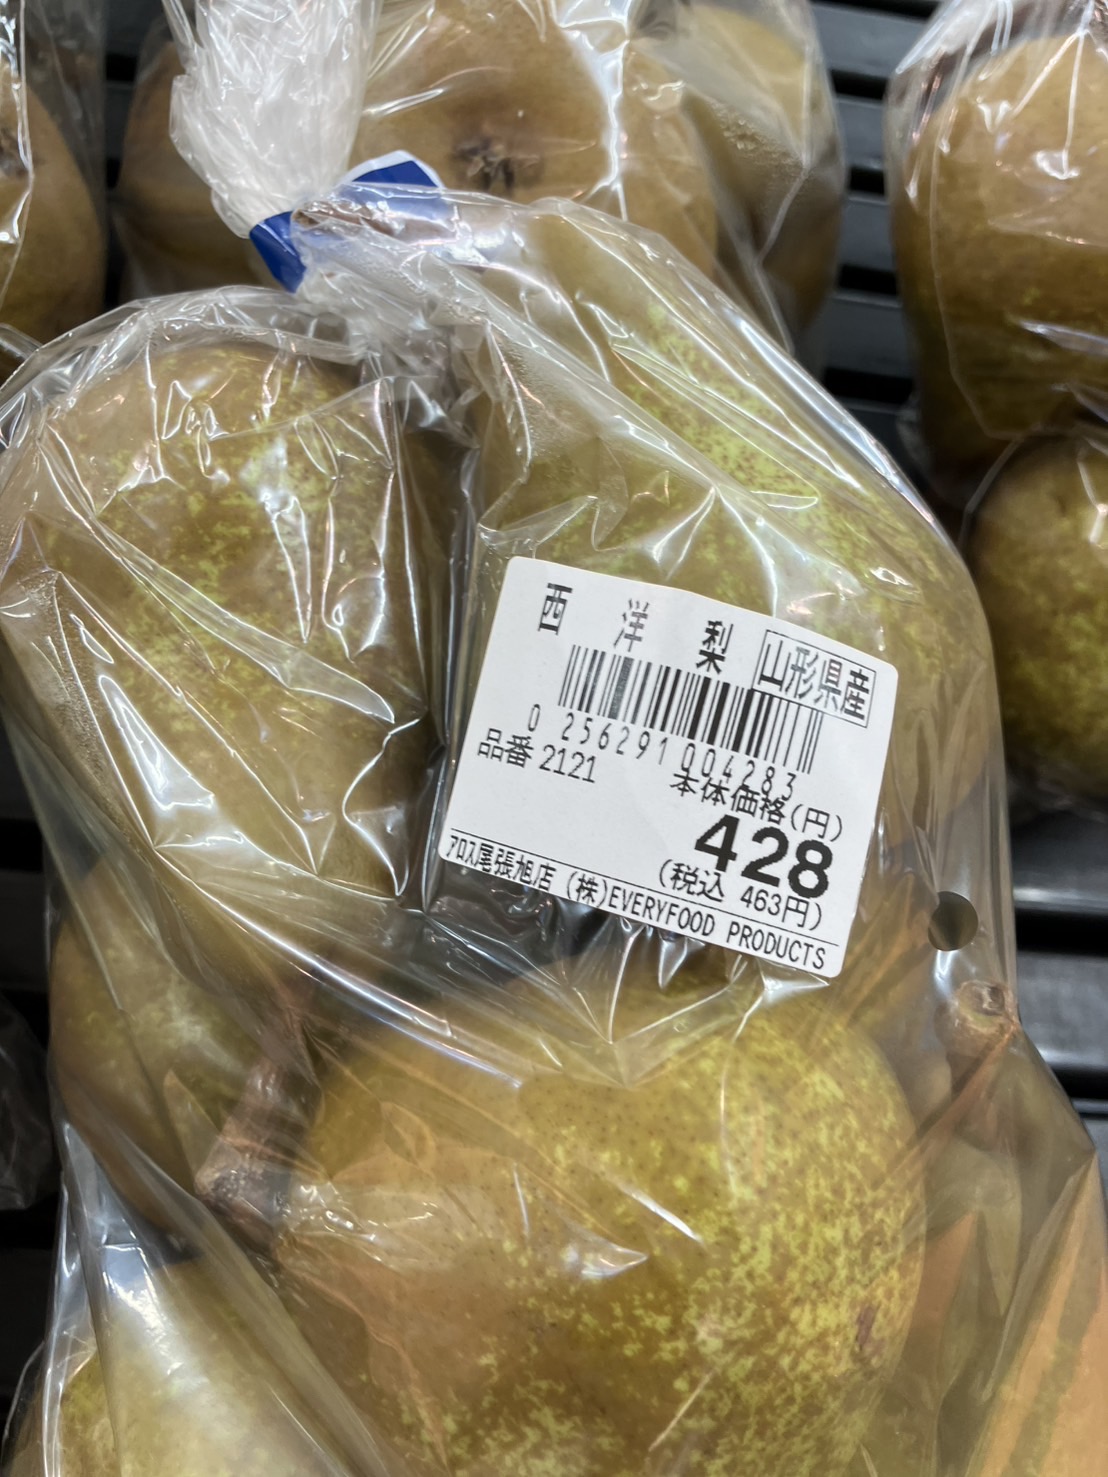 西洋梨 山形県産
0 256291 004283
品番 2121
本体価格(円)
428
(税込 463円)
アロス尾張旭店 (株)EVERYFOOD PRODUCTS